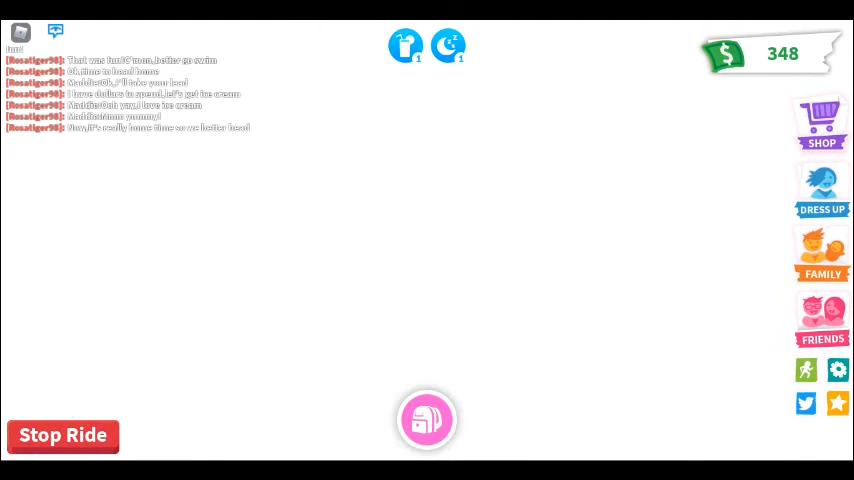 fun!
[Rosatiger98]: That was fun!C'mon,better go swim
[Rosatiger98]: Ok,time to head home
[Rosatiger98]: Maddie:Ok,I'll take your lead
[Rosatiger98]: I have dollars to spend,let's get ice cream
[Rosatiger98]: Maddie:Ooh yay,I love ice cream
[Rosatiger98]: Maddie:Mmm yummy!
[Rosatiger98]: Now,it's really home time so we better head
1
z
z
1
$ 348
SHOP
DRESS UP
FAMILY
FRIENDS
Stop Ride